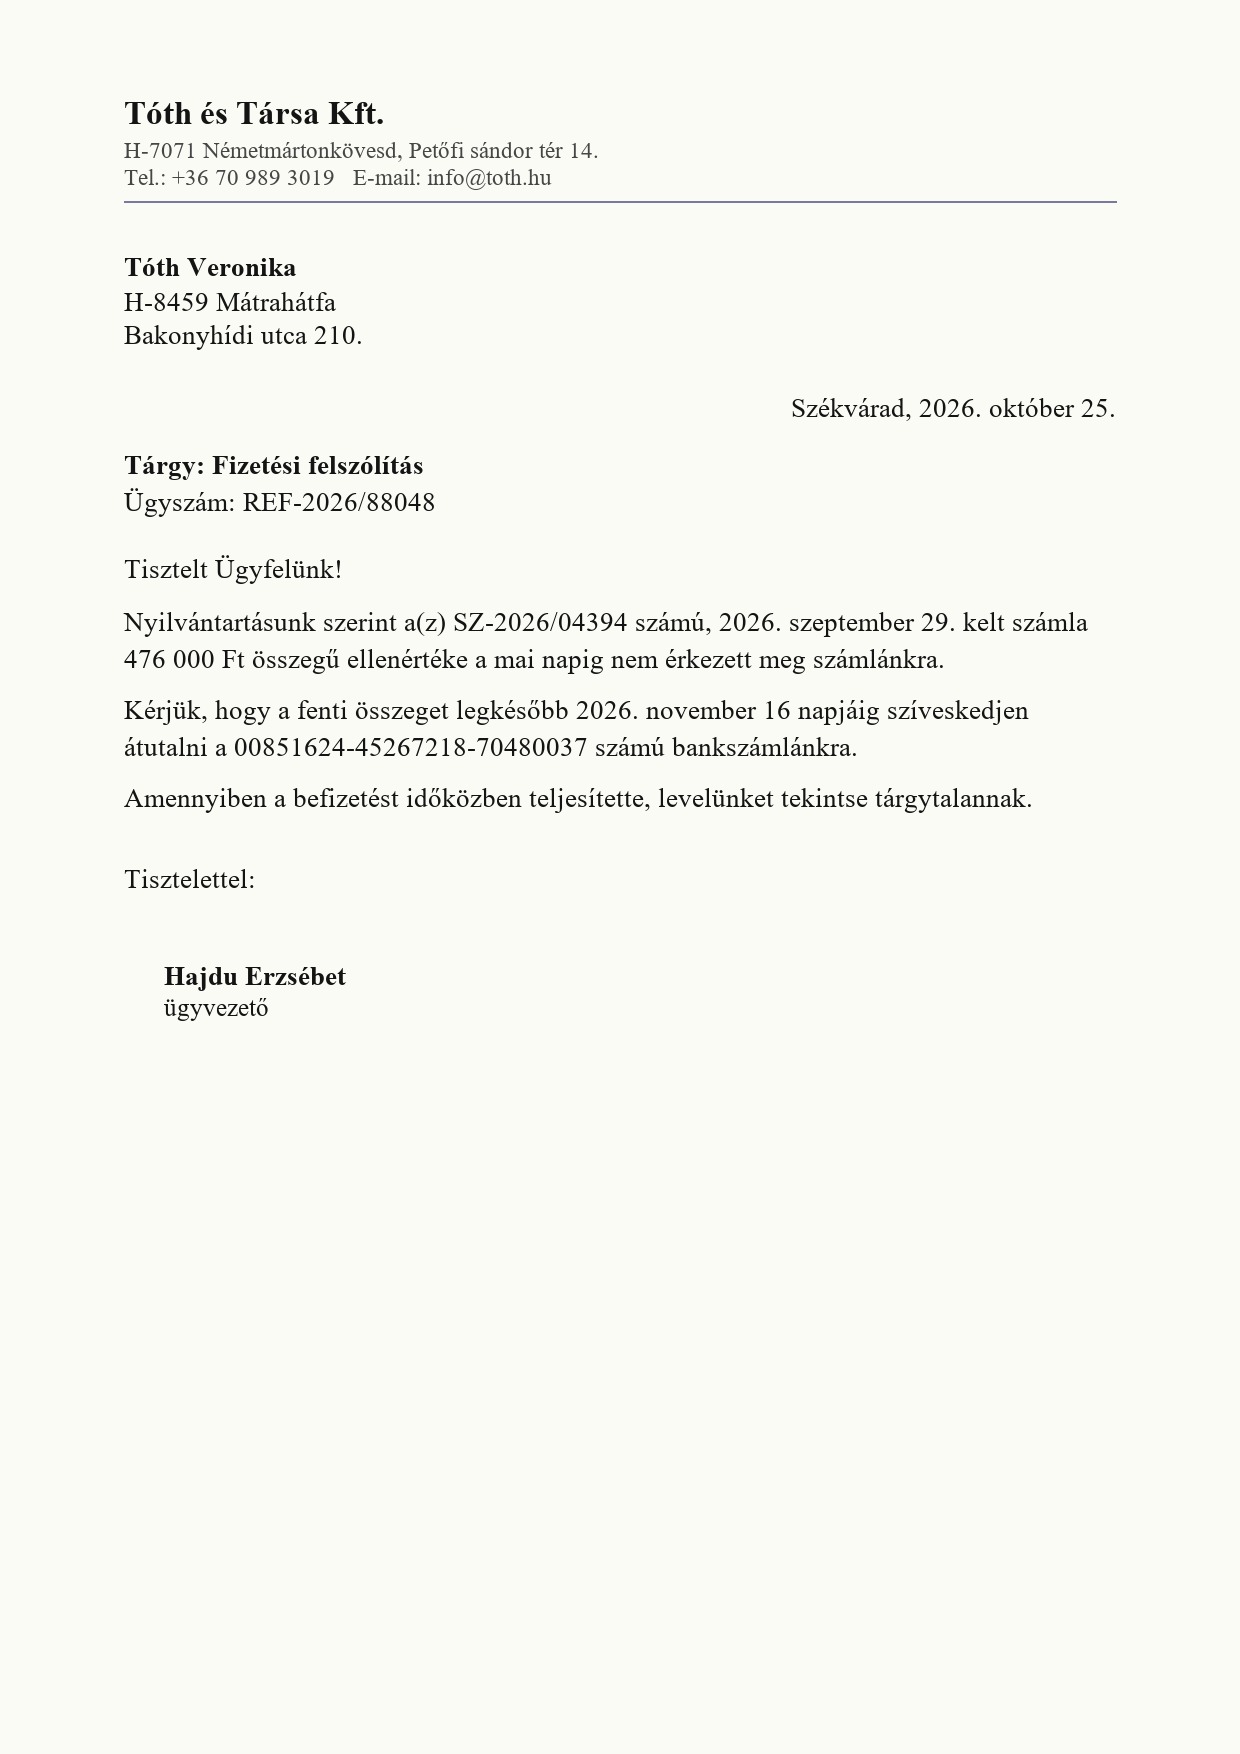 Tóth és Társa Kft.
H-7071 Németmártonkövesd, Petőfi sándor tér 14.
Tel.: +36 70 989 3019 E-mail: info@toth.hu
Tóth Veronika
H-8459 Mátrahátfa
Bakonyhídi utca 210.
Székvárad, 2026. október 25.
Tárgy: Fizetési felszólítás
Ügyszám: REF-2026/88048
Tisztelt Ügyfelünk!
Nyilvántartásunk szerint a(z) SZ-2026/04394 számú, 2026. szeptember 29. kelt számla
476 000 Ft összegű ellenértéke a mai napig nem érkezett meg számlánkra.
Kérjük, hogy a fenti összeget legkésőbb 2026. november 16 napjáig szíveskedjen
átutalni a 00851624-45267218-70480037 számú bankszámlánkra.
Amennyiben a befizetést időközben teljesítette, levelünket tekintse tárgytalannak.
Tisztelettel:
Hajdu Erzsébet
ügyvezető